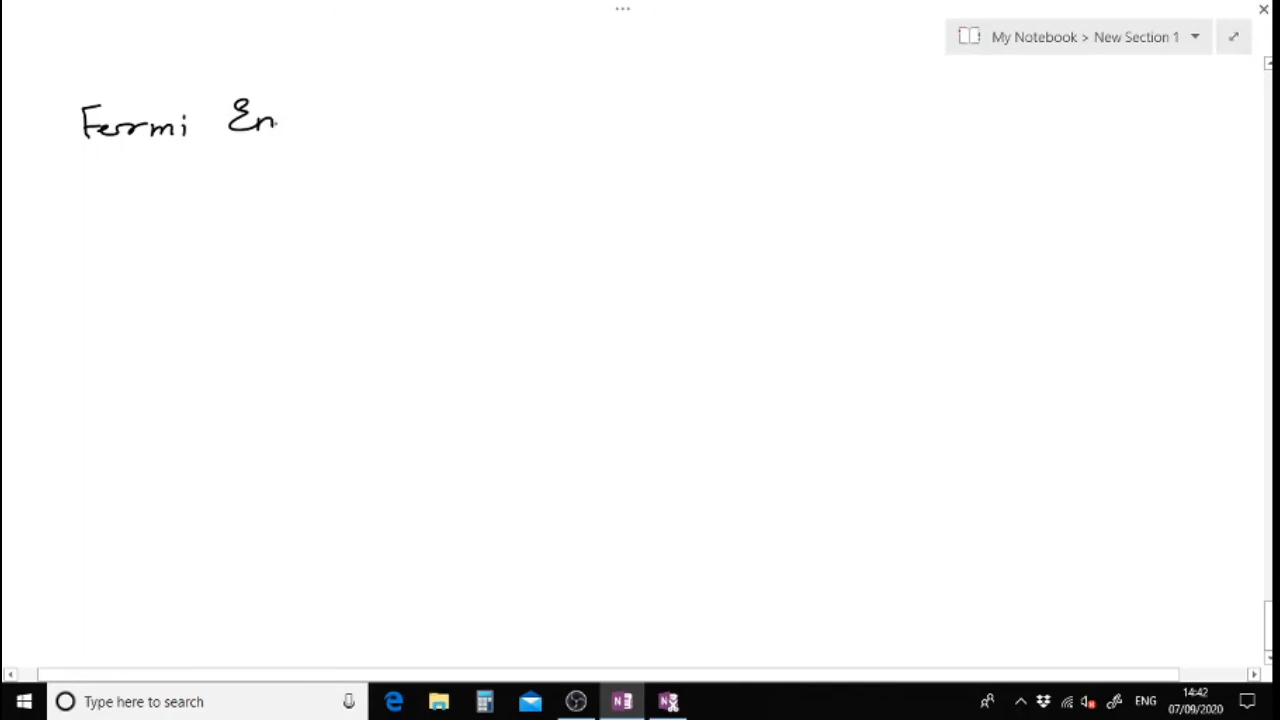 My Notebook > New Section 1
Fermi En
Type here to search
ENG
14:42
07/09/2020